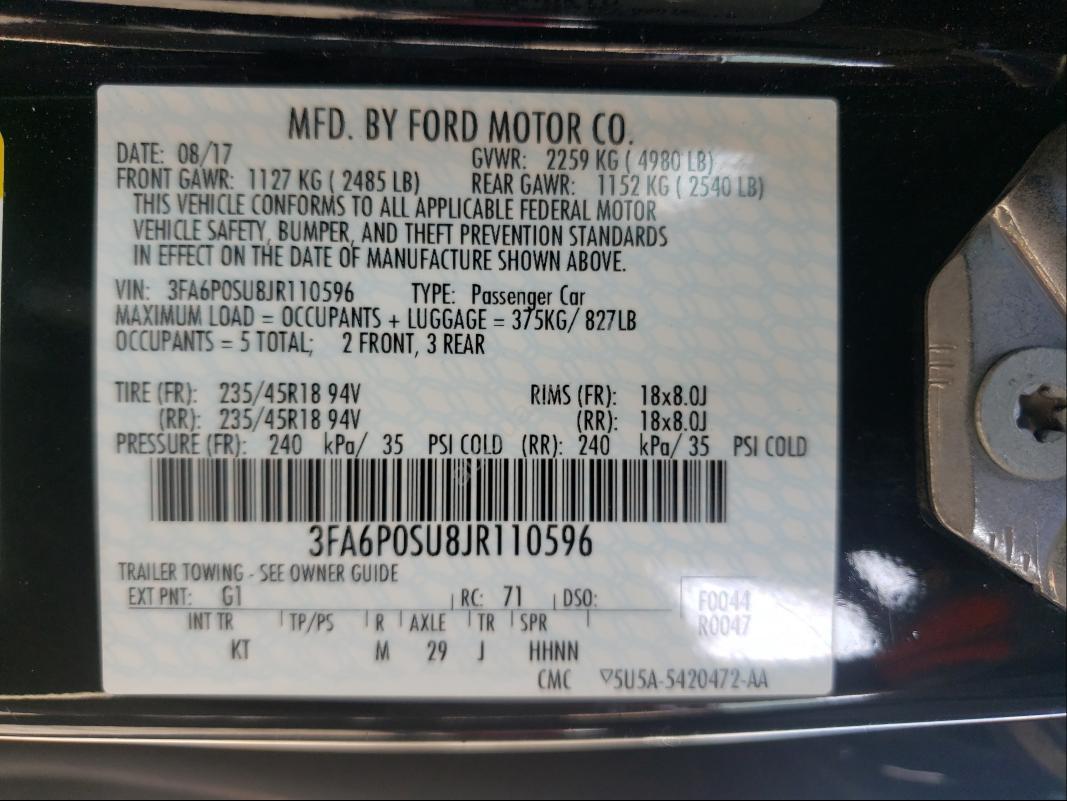 MFD. BY FORD MOTOR CO.
DATE: 08/17 GVWR: 2259 KG ( 4980 LB)
FRONT GAWR: 1127 KG ( 2485 LB) REAR GAWR: 1152 KG ( 2540 LB)
THIS VEHICLE CONFORMS TO ALL APPLICABLE FEDERAL MOTOR
VEHICLE SAFETY, BUMPER, AND THEFT PREVENTION STANDARDS
IN EFFECT ON THE DATE OF MANUFACTURE SHOWN ABOVE.
VIN: 3FA6P0SU8JR110596 TYPE: Passenger Car
MAXIMUM LOAD = OCCUPANTS + LUGGAGE = 375KG/ 827LB
OCCUPANTS = 5 TOTAL; 2 FRONT, 3 REAR
TIRE (FR): 235/45R18 94V RIMS (FR): 18x8.0J
(RR): 235/45R18 94V (RR): 18x8.0J
PRESSURE (FR): 240 kPa/ 35 PSI COLD (RR): 240 kPa/ 35 PSI COLD
3FA6P0SU8JR110596
TRAILER TOWING - SEE OWNER GUIDE
EXT PNT: G1 RC: 71 DSO: F0044
INT TR TP/PS R AXLE TR SPR R0047
KT M 29 J HHNN
CMC ▽5U5A-5420472-AA